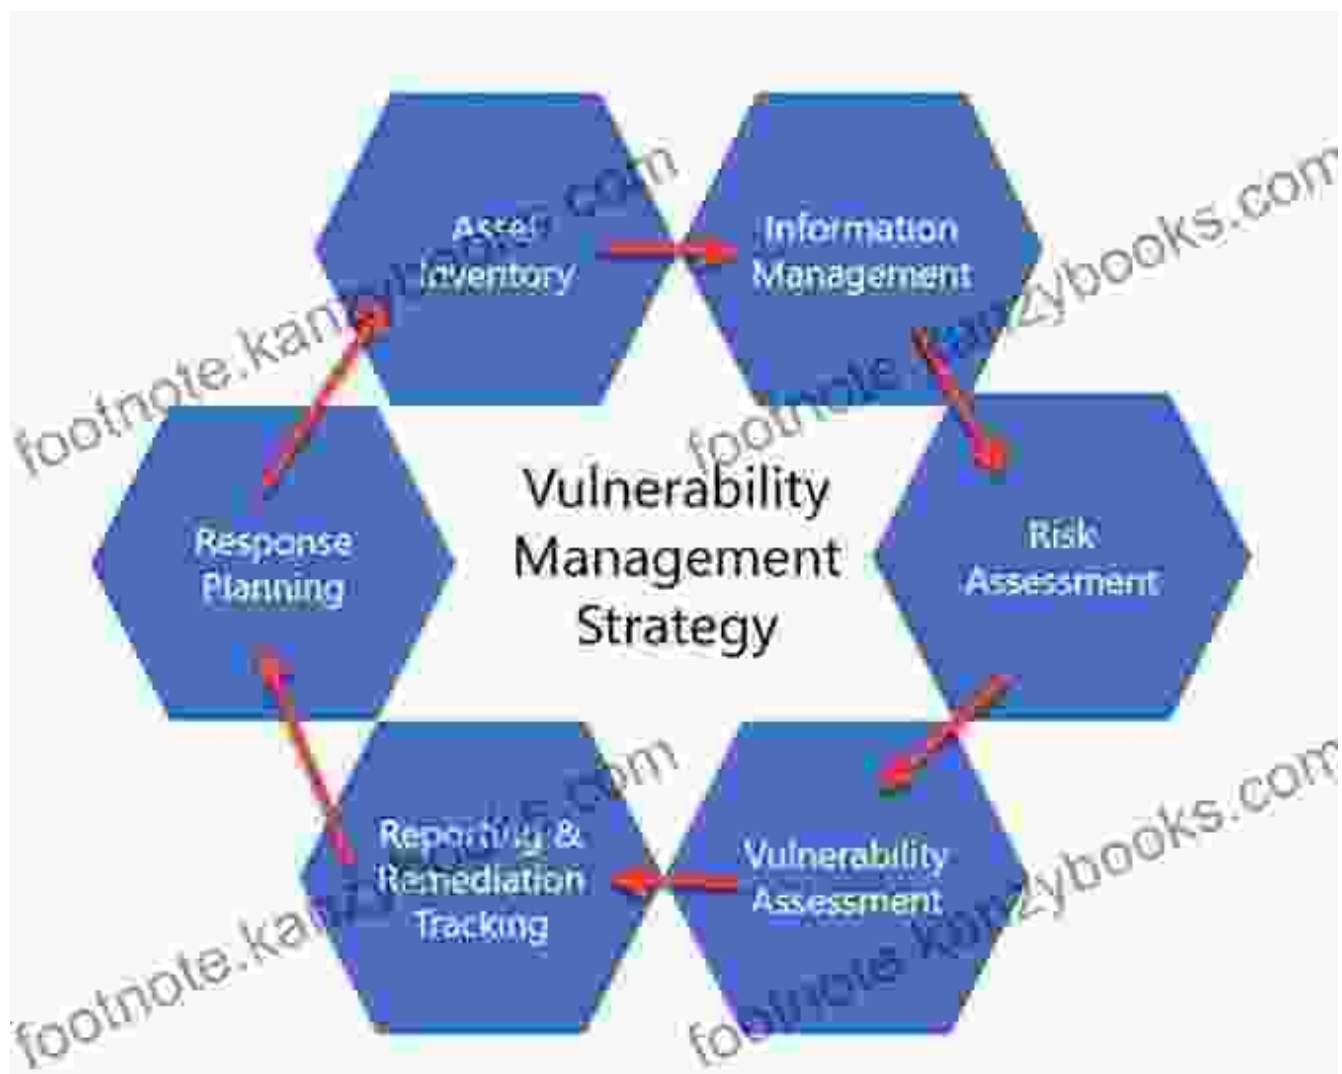 Asset
Inventory
Information
Management
Risk
Assessment
Vulnerability
Assessment
Reporting &
Remediation
Tracking
Response
Planning
Vulnerability
Management
Strategy
footnote.kanzybooks.com
footnote.kanzybooks.com
footnote.kanzybooks.com
footnote.kanzybooks.com